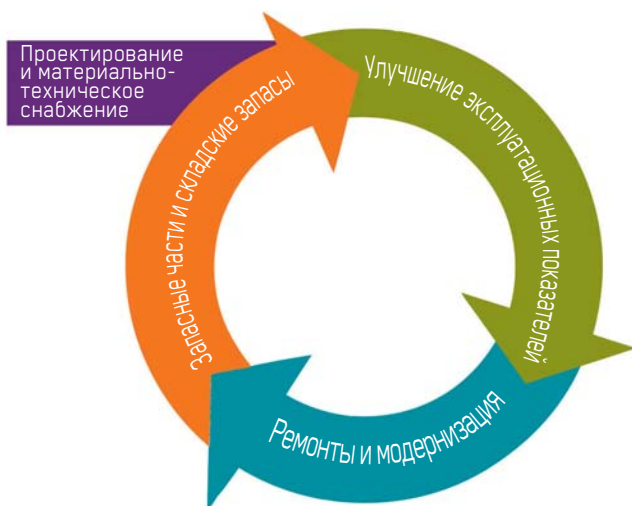 Проектирование
и материально-
техническое
снабжение
Улучшение эксплуатационных показателей
Ремонты и модернизация
Запасные части и складские запасы